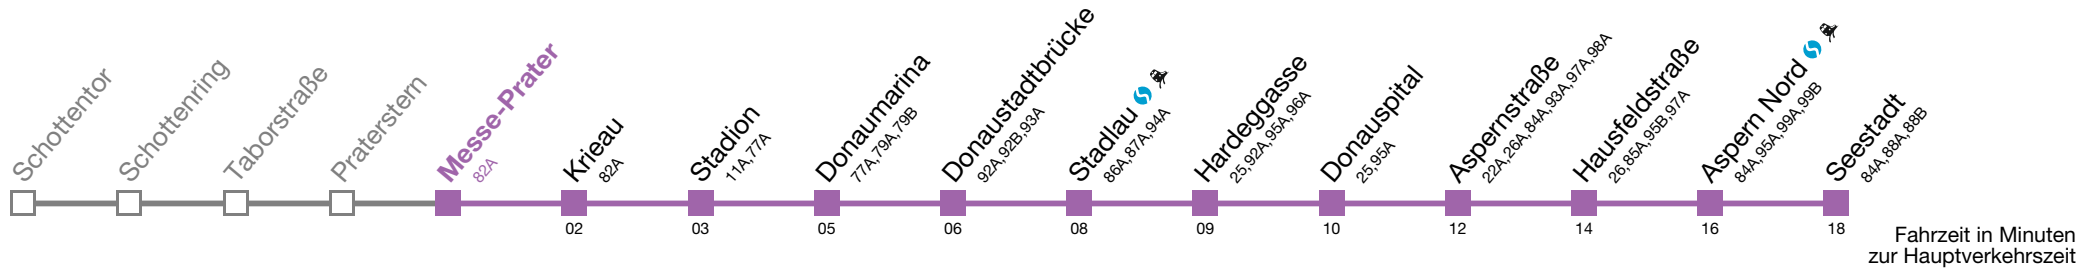 Schottentor
Schottenring
Taborstraße
Praterstern
Messe-Prater
82A
Krieau
82A
02
Stadion
11A,77A
03
Donaumarina
77A,79A,79B
05
Donaustadtbrücke
92A,92B,93A
06
Stadlau
86A,87A,94A
08
Hardeggasse
25,92A,95A,96A
09
Donauspital
25,95A
10
Aspernstraße
22A,26A,84A,93A,97A,98A
12
Hausfeldstraße
26,85A,95B,97A
14
Aspern Nord
84A,95A,99A,99B
16
Seestadt
84A,88A,88B
18
Fahrzeit in Minuten
zur Hauptverkehrszeit